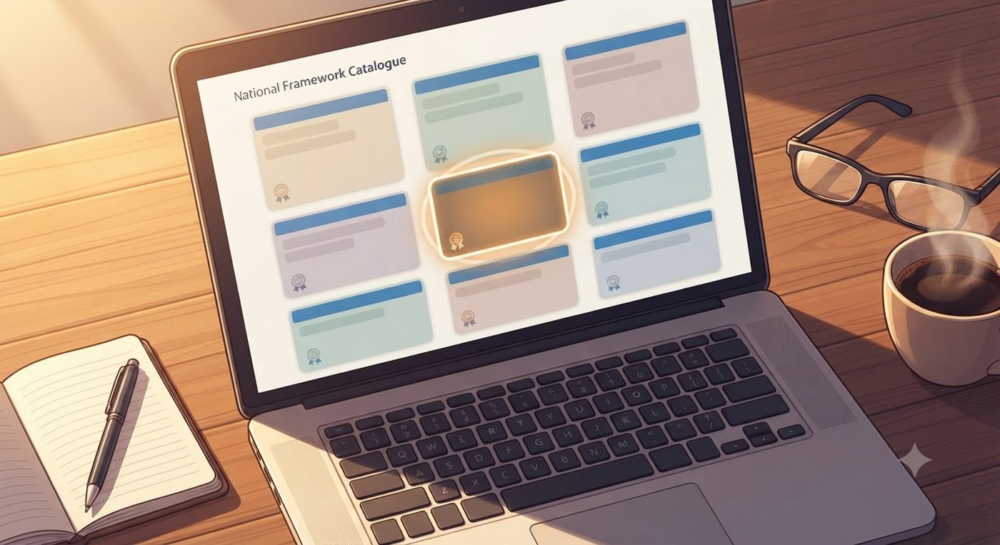 National Framework Catalogue
Q W E R T Y U I O P
A S D F G H J K L
Z X C V B N M